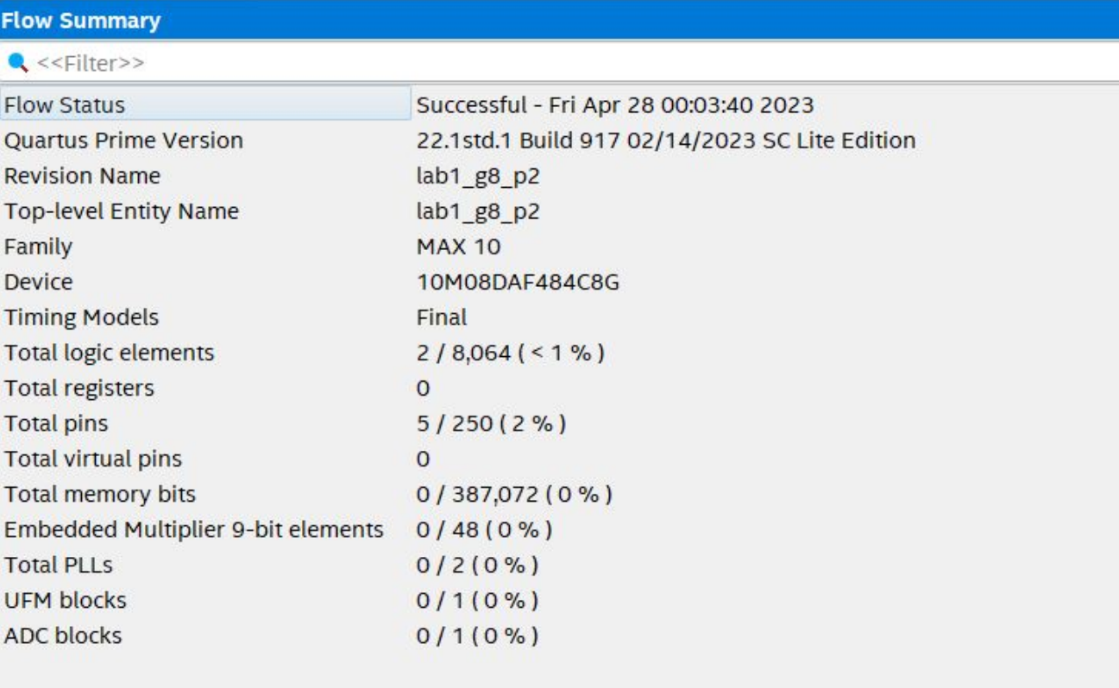 Flow Summary
<<Filter>>
Flow Status Successful - Fri Apr 28 00:03:40 2023
Quartus Prime Version 22.1std.1 Build 917 02/14/2023 SC Lite Edition
Revision Name lab1_g8_p2
Top-level Entity Name lab1_g8_p2
Family MAX 10
Device 10M08DAF484C8G
Timing Models Final
Total logic elements 2 / 8,064 ( < 1 % )
Total registers 0
Total pins 5 / 250 ( 2 % )
Total virtual pins 0
Total memory bits 0 / 387,072 ( 0 % )
Embedded Multiplier 9-bit elements 0 / 48 ( 0 % )
Total PLLs 0 / 2 ( 0 % )
UFM blocks 0 / 1 ( 0 % )
ADC blocks 0 / 1 ( 0 % )